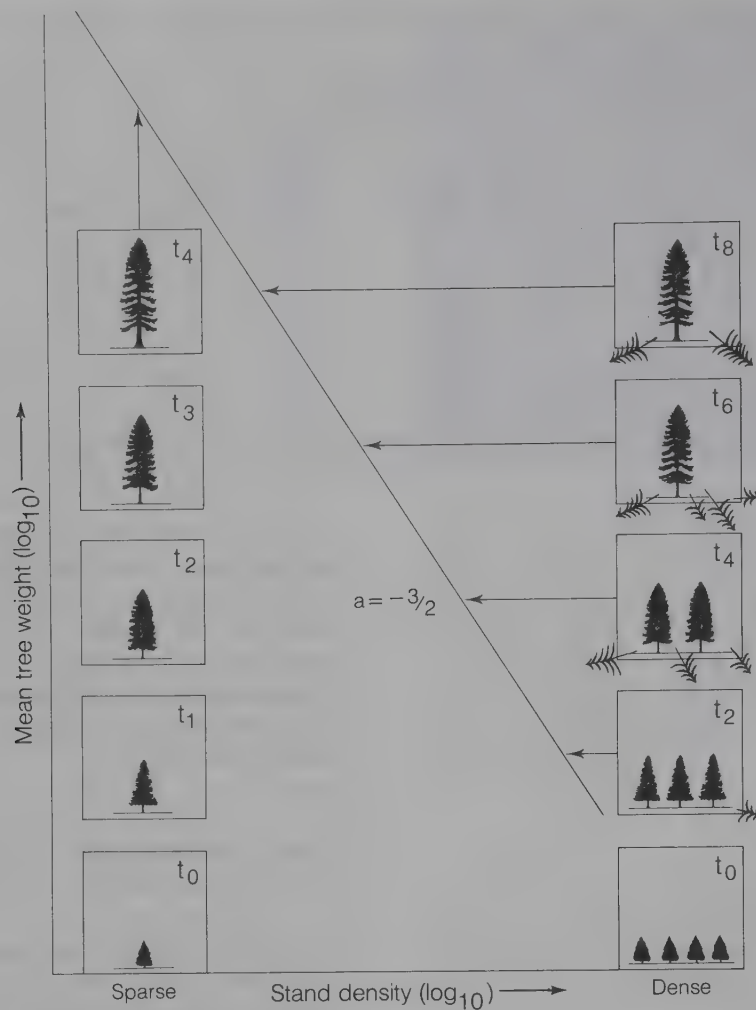 t4
t8
t3
t6
t2
t4
a = -3/2
t1
t2
t0
t0
Mean tree weight (log10)
Sparse
Stand density (log10)
Dense